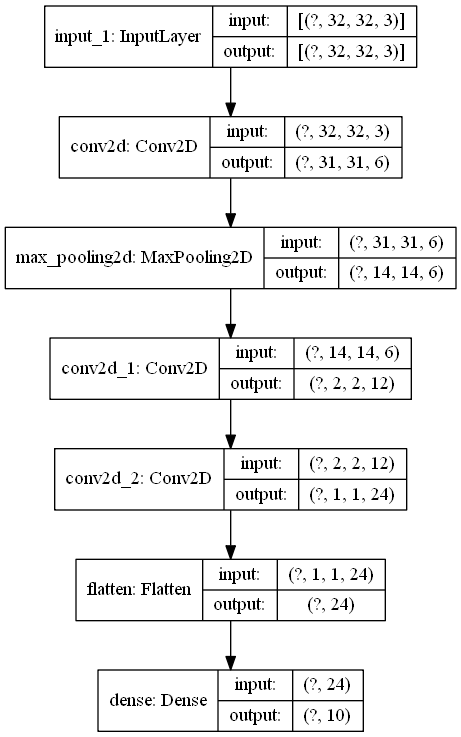 input_1: InputLayer
input: [(?, 32, 32, 3)]
output: [(?, 32, 32, 3)]
conv2d: Conv2D
input: (?, 32, 32, 3)
output: (?, 31, 31, 6)
max_pooling2d: MaxPooling2D
input: (?, 31, 31, 6)
output: (?, 14, 14, 6)
conv2d_1: Conv2D
input: (?, 14, 14, 6)
output: (?, 2, 2, 12)
conv2d_2: Conv2D
input: (?, 2, 2, 12)
output: (?, 1, 1, 24)
flatten: Flatten
input: (?, 1, 1, 24)
output: (?, 24)
dense: Dense
input: (?, 24)
output: (?, 10)